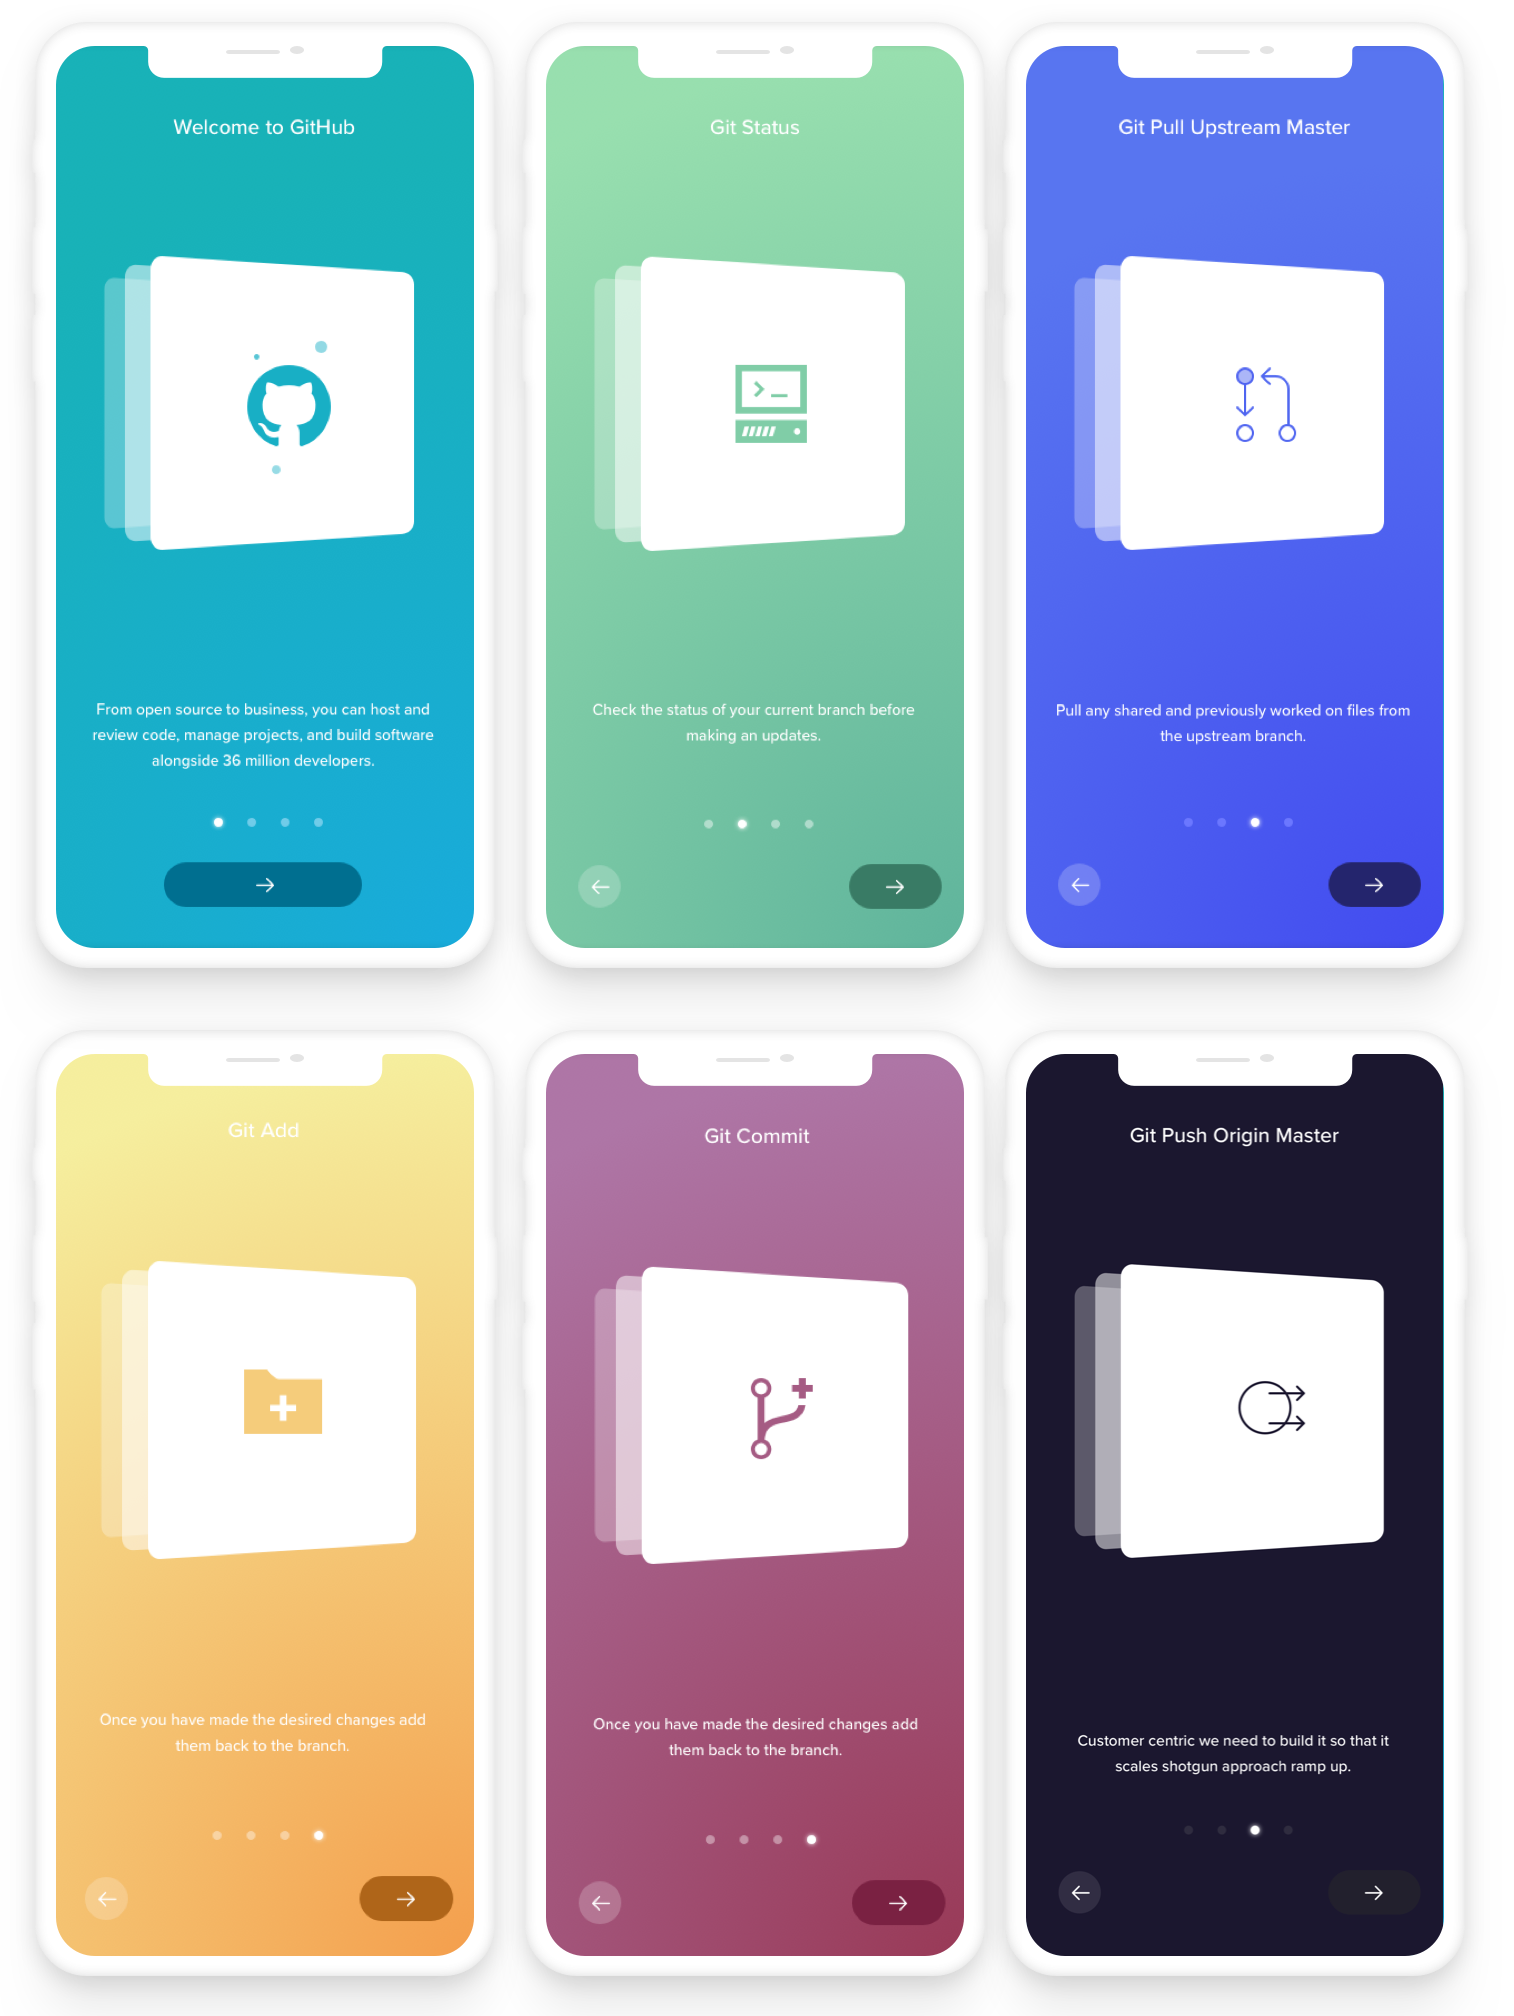 Welcome to GitHub
From open source to business, you can host and
review code, manage projects, and build software
alongside 36 million developers.
Git Status
Check the status of your current branch before
making an updates.
Git Pull Upstream Master
Pull any shared and previously worked on files from
the upstream branch.
Git Add
Once you have made the desired changes add
them back to the branch.
Git Commit
Once you have made the desired changes add
them back to the branch.
Git Push Origin Master
Customer centric we need to build it so that it
scales shotgun approach ramp up.